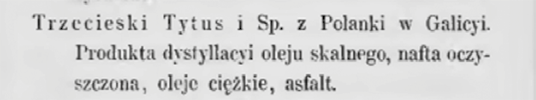 Trzecieski Tytus i Sp. z Polanki w Galicyi.
Produkta dystyllacyi oleju skalnego, nafta oczy-
szczona, oleje ciężkie, asfalt.